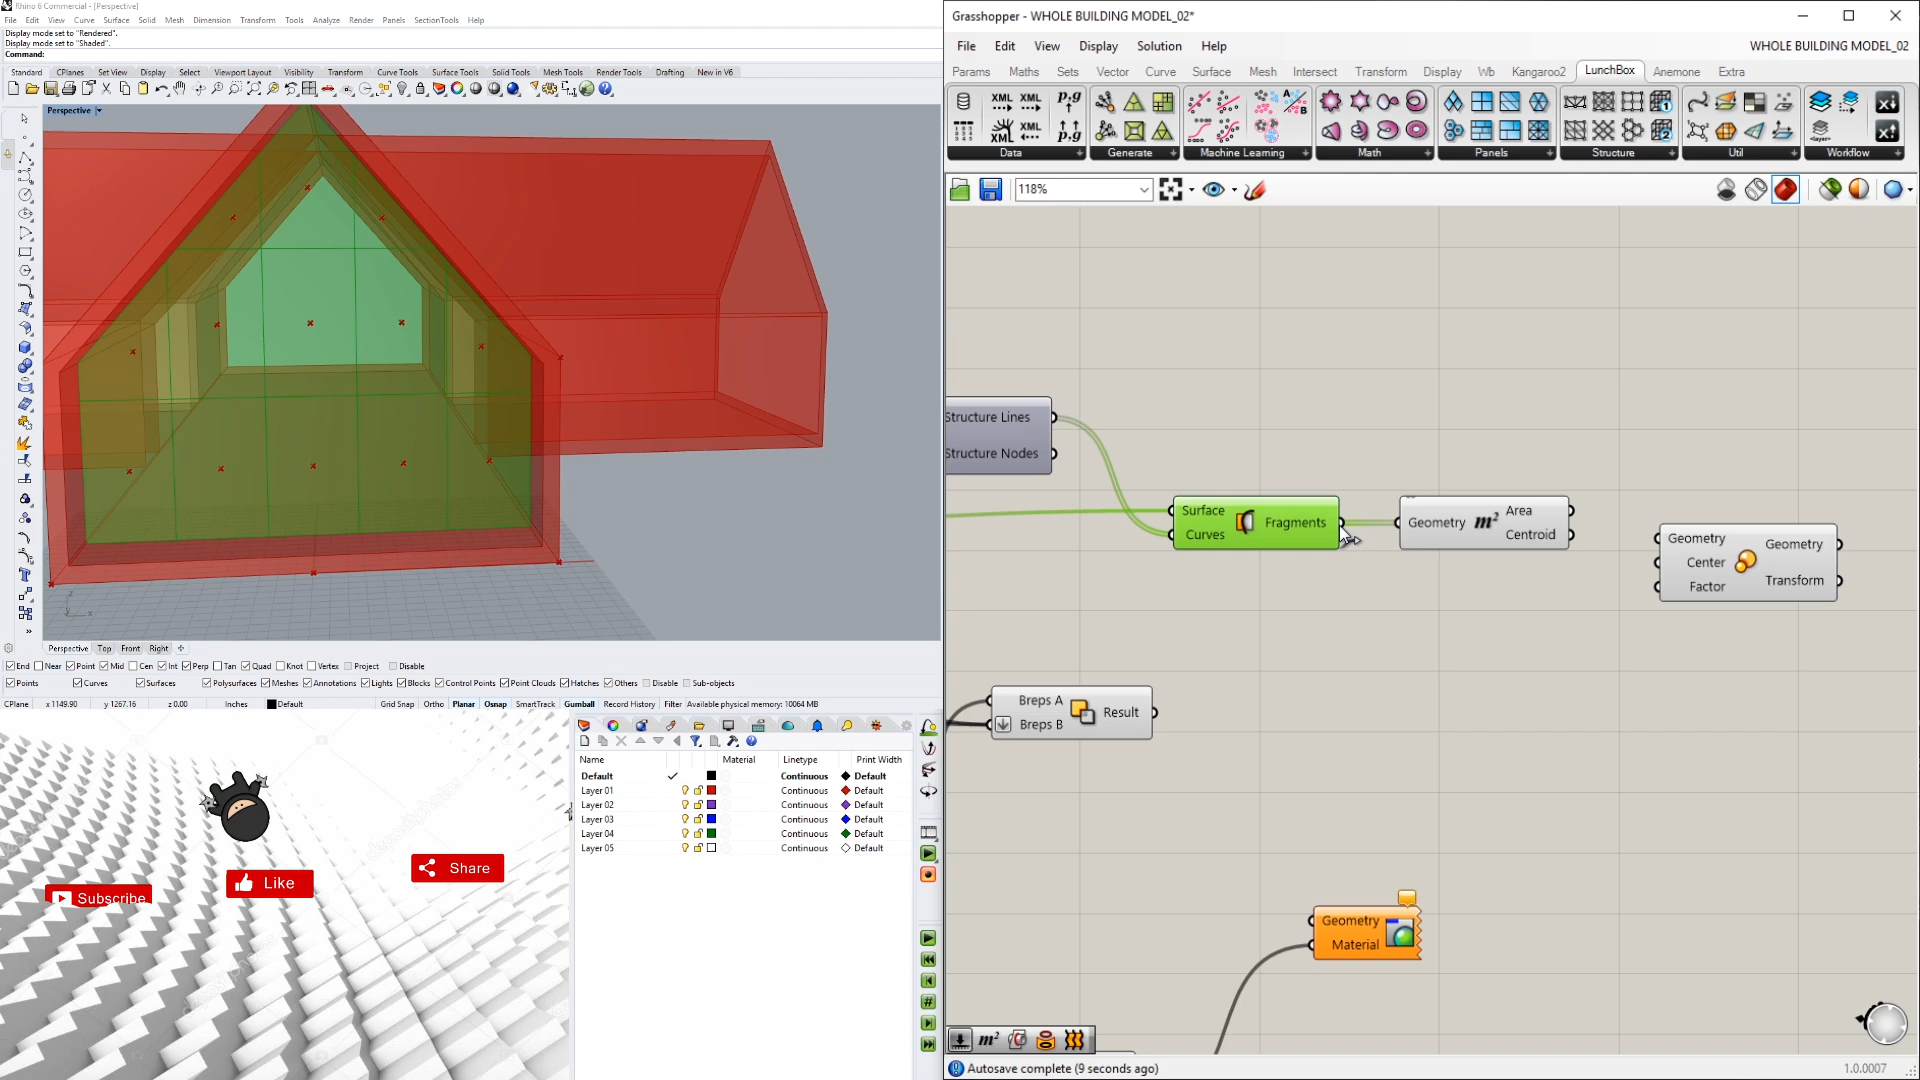 Rhino 6 Commercial - [Perspective]
File Edit View Curve Surface Solid Mesh Dimension Transform Tools Analyze Render Panels SectionTools Help
Display mode set to "Rendered".
Display mode set to "Shaded".
Command:
Standard CPlanes Set View Display Select Viewport Layout Visibility Transform Curve Tools Surface Tools Solid Tools Mesh Tools Render Tools Drafting New in V6
Perspective
z
x
Perspective Top Front Right
End Near Point Mid Cen Int Perp Tan Quad Knot Vertex Project Disable
Points Curves Surfaces Polysurfaces Meshes Annotations Lights Blocks Control Points Point Clouds Hatches Others Disable Sub-objects
CPlane x 1149.90 y 1267.16 z 0.00 Inches Default Grid Snap Ortho Planar Osnap SmartTrack Gumball Record History Filter Available physical memory: 10064 MB
Subscribe
Like
Share
Name Material Linetype Print Width
Default Continuous Default
Layer 01 Continuous Default
Layer 02 Continuous Default
Layer 03 Continuous Default
Layer 04 Continuous Default
Layer 05 Continuous Default
Grasshopper - WHOLE BUILDING MODEL_02*
File Edit View Display Solution Help WHOLE BUILDING MODEL_02
Params Maths Sets Vector Curve Surface Mesh Intersect Transform Display Wb Kangaroo2 LunchBox Anemone Extra
XML XML p,g
XML XML p,g
Data Generate Machine Learning Math Panels Structure Util Workflow
118%
Structure Lines
Structure Nodes
Surface
Curves
Fragments
Geometry
m²
Area
Centroid
Geometry
Center
Factor
Geometry
Transform
Breps A
Breps B
Result
Geometry
Material
m²
Autosave complete (9 seconds ago) 1.0.0007